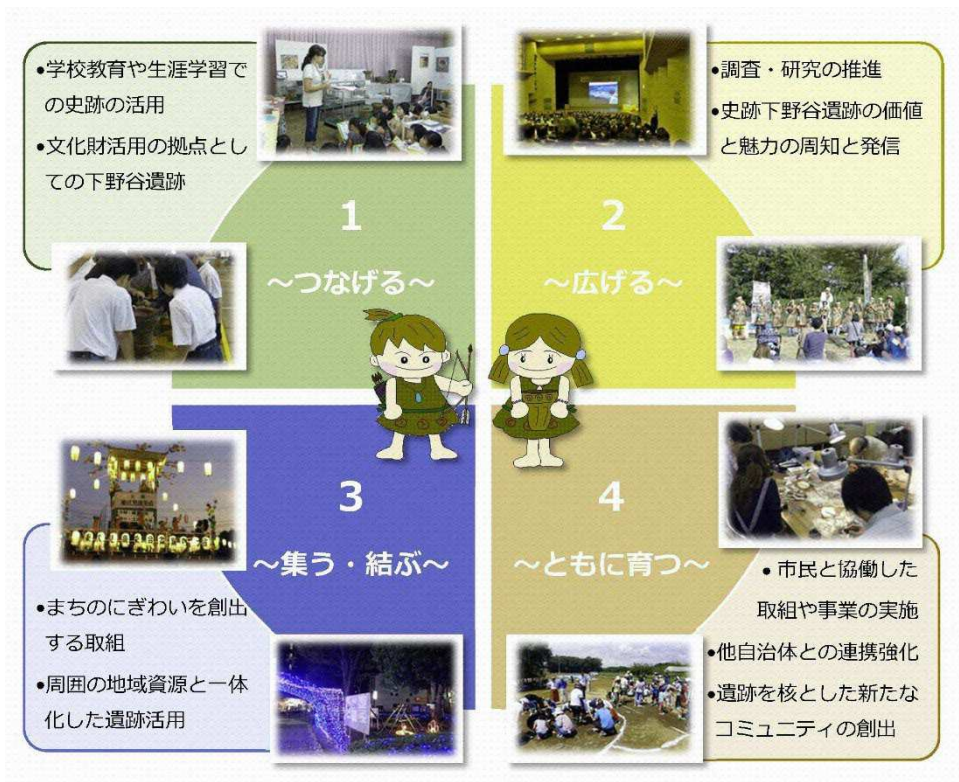 •学校教育や生涯学習で
の史跡の活用
•文化財活用の拠点とし
ての下野谷遺跡
1
～つなげる～
•調査・研究の推進
•史跡下野谷遺跡の価値
と魅力の周知と発信
2
～広げる～
3
～集う・結ぶ～
•まちのにぎわいを創出
する取組
•周囲の地域資源と一体
化した遺跡活用
4
～ともに育つ～
•市民と協働した
取組や事業の実施
•他自治体との連携強化
•遺跡を核とした新たな
コミュニティの創出